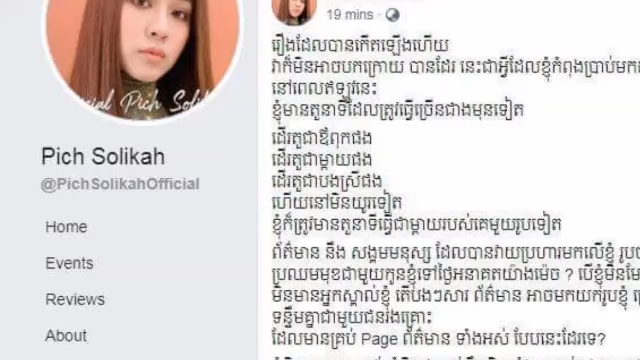 Pich Solikah
@PichSolikahOfficial
Home
Events
Reviews
About
19 mins ·
រឿងដែលបានកើតឡើងហើយ
វាក៏មិនអាចបកក្រោយ បានដែរ នេះជាអ្វីដែលខ្ញុំកំពុងប្រាប់មក
នៅពេលឥឡូវនេះ
ខ្ញុំមានតួនាទីដែលត្រូវធ្វើច្រើនជាងមុនទៀត
ដើរតួជាឪពុកផង
ដើរតួជាម្តាយផង
ដើរតួជាបងស្រីផង
ហើយនៅមិនយូរទៀត
ខ្ញុំក៏ត្រូវមានតួនាទីធ្វើជាម្តាយរបស់គេមួយរូបទៀត
ព័ត៌មាន នឹង សង្គមមនុស្ស ដែលបានវាយប្រហារមកលើខ្ញុំ
ប្រឈមមុខជាមួយកូនខ្ញុំទៅថ្ងៃអនាគតយ៉ាងម៉េច ? បើខ្ញុំមិន
មិនមានអ្នកស្គាល់ខ្ញុំ តើបងៗសារ ព័ត៌មាន អាចមកយករូបខ្ញុំ
ទន្ទឹមគ្នាជាមួយជនរងគ្រោះ
ដែលមានគ្រប់ Page ព័ត៌មាន ទាំងអស់ បែបនេះដែរទេ?